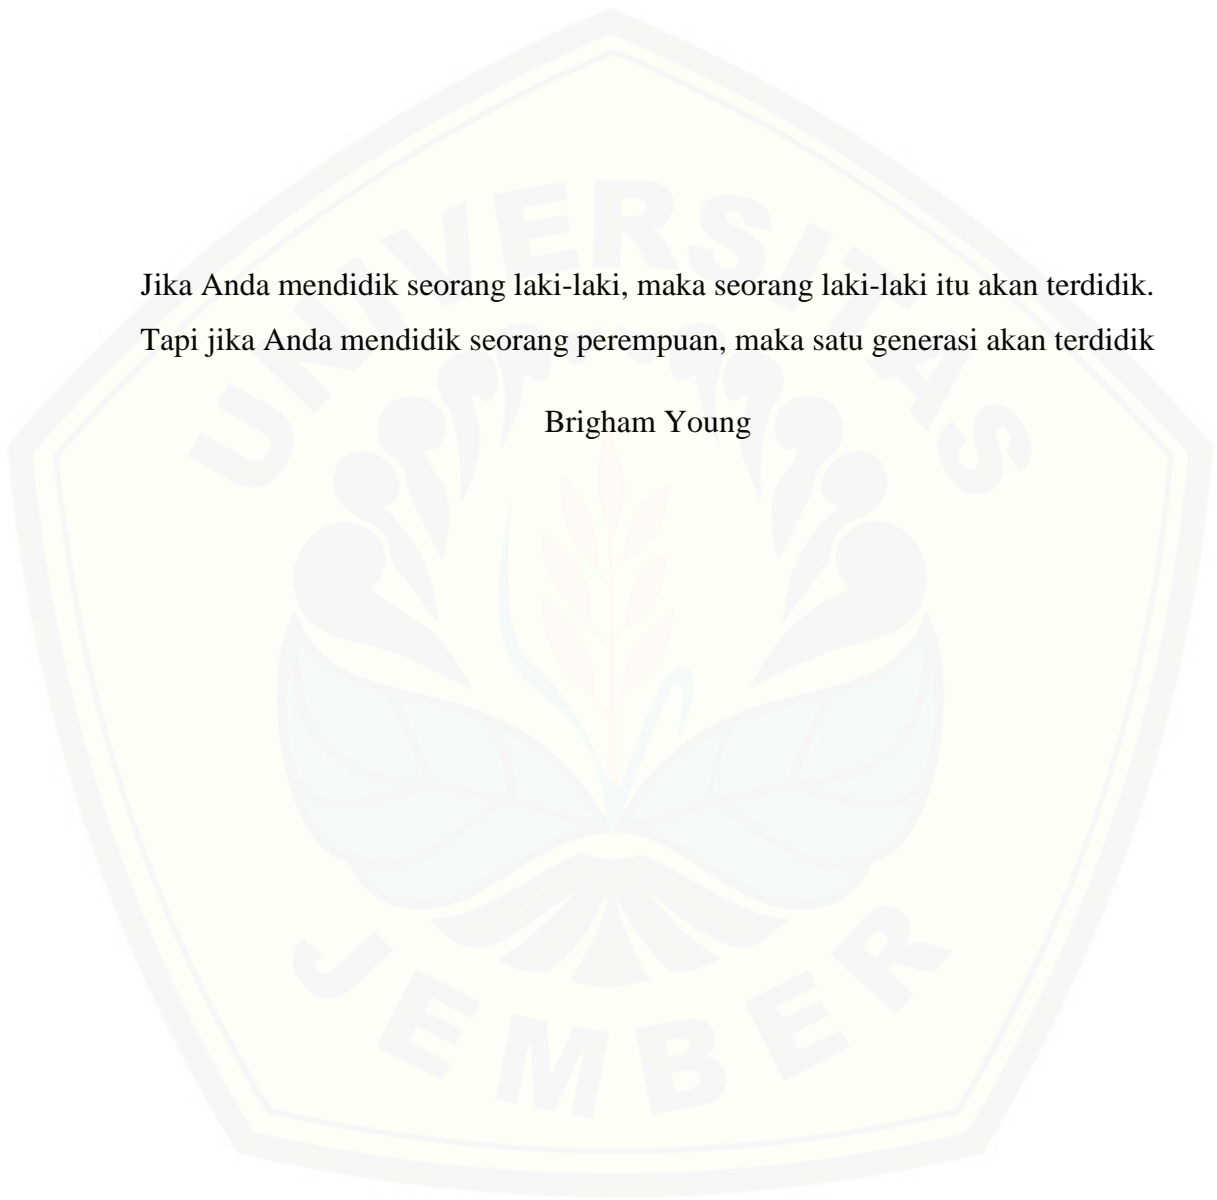 UNIVERSITAS
Jika Anda mendidik seorang laki-laki, maka seorang laki-laki itu akan terdidik.
Tapi jika Anda mendidik seorang perempuan, maka satu generasi akan terdidik
Brigham Young
JEMBER